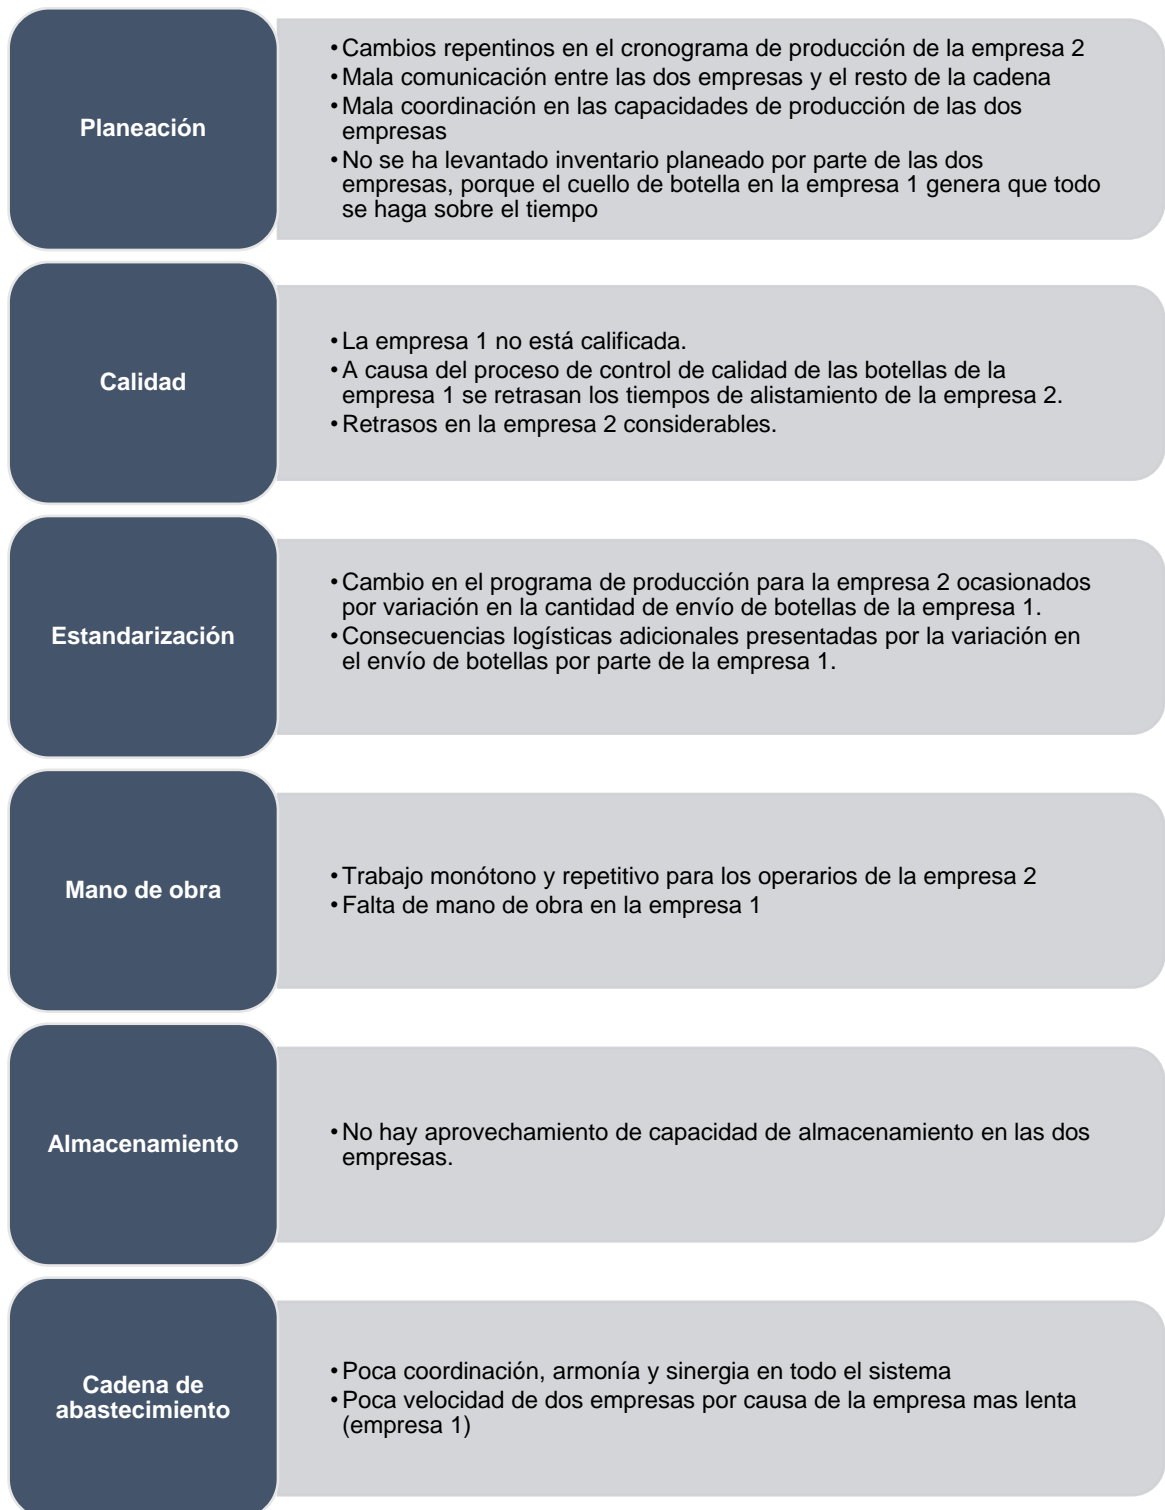 Planeación
•Cambios repentinos en el cronograma de producción de la empresa 2
•Mala comunicación entre las dos empresas y el resto de la cadena
•Mala coordinación en las capacidades de producción de las dos
empresas
•No se ha levantado inventario planeado por parte de las dos
empresas, porque el cuello de botella en la empresa 1 genera que todo
se haga sobre el tiempo
Calidad
•La empresa 1 no está calificada.
•A causa del proceso de control de calidad de las botellas de la
empresa 1 se retrasan los tiempos de alistamiento de la empresa 2.
•Retrasos en la empresa 2 considerables.
Estandarización
•Cambio en el programa de producción para la empresa 2 ocasionados
por variación en la cantidad de envío de botellas de la empresa 1.
•Consecuencias logísticas adicionales presentadas por la variación en
el envío de botellas por parte de la empresa 1.
Mano de obra
•Trabajo monótono y repetitivo para los operarios de la empresa 2
•Falta de mano de obra en la empresa 1
Almacenamiento
•No hay aprovechamiento de capacidad de almacenamiento en las dos
empresas.
Cadena de
abastecimiento
•Poca coordinación, armonía y sinergia en todo el sistema
•Poca velocidad de dos empresas por causa de la empresa mas lenta
(empresa 1)